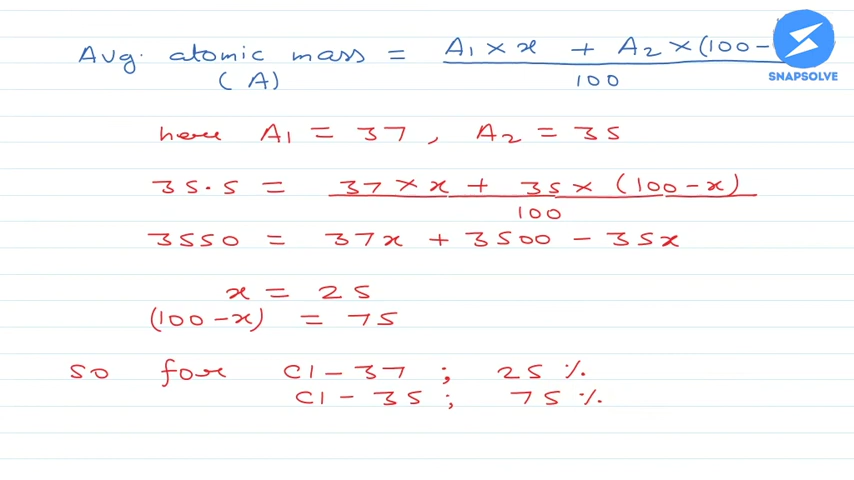 Avg. atomic mass = A1 × x + A2 × (100-
(A) 100
SNAPSOLVE
here A1 = 37 , A2 = 35
35.5 = 37 × x + 35 × (100 - x)
100
3550 = 37x + 3500 - 35x
x = 25
(100-x) = 75
so for Cl - 37 ; 25 %.
Cl - 35 ; 75 %.